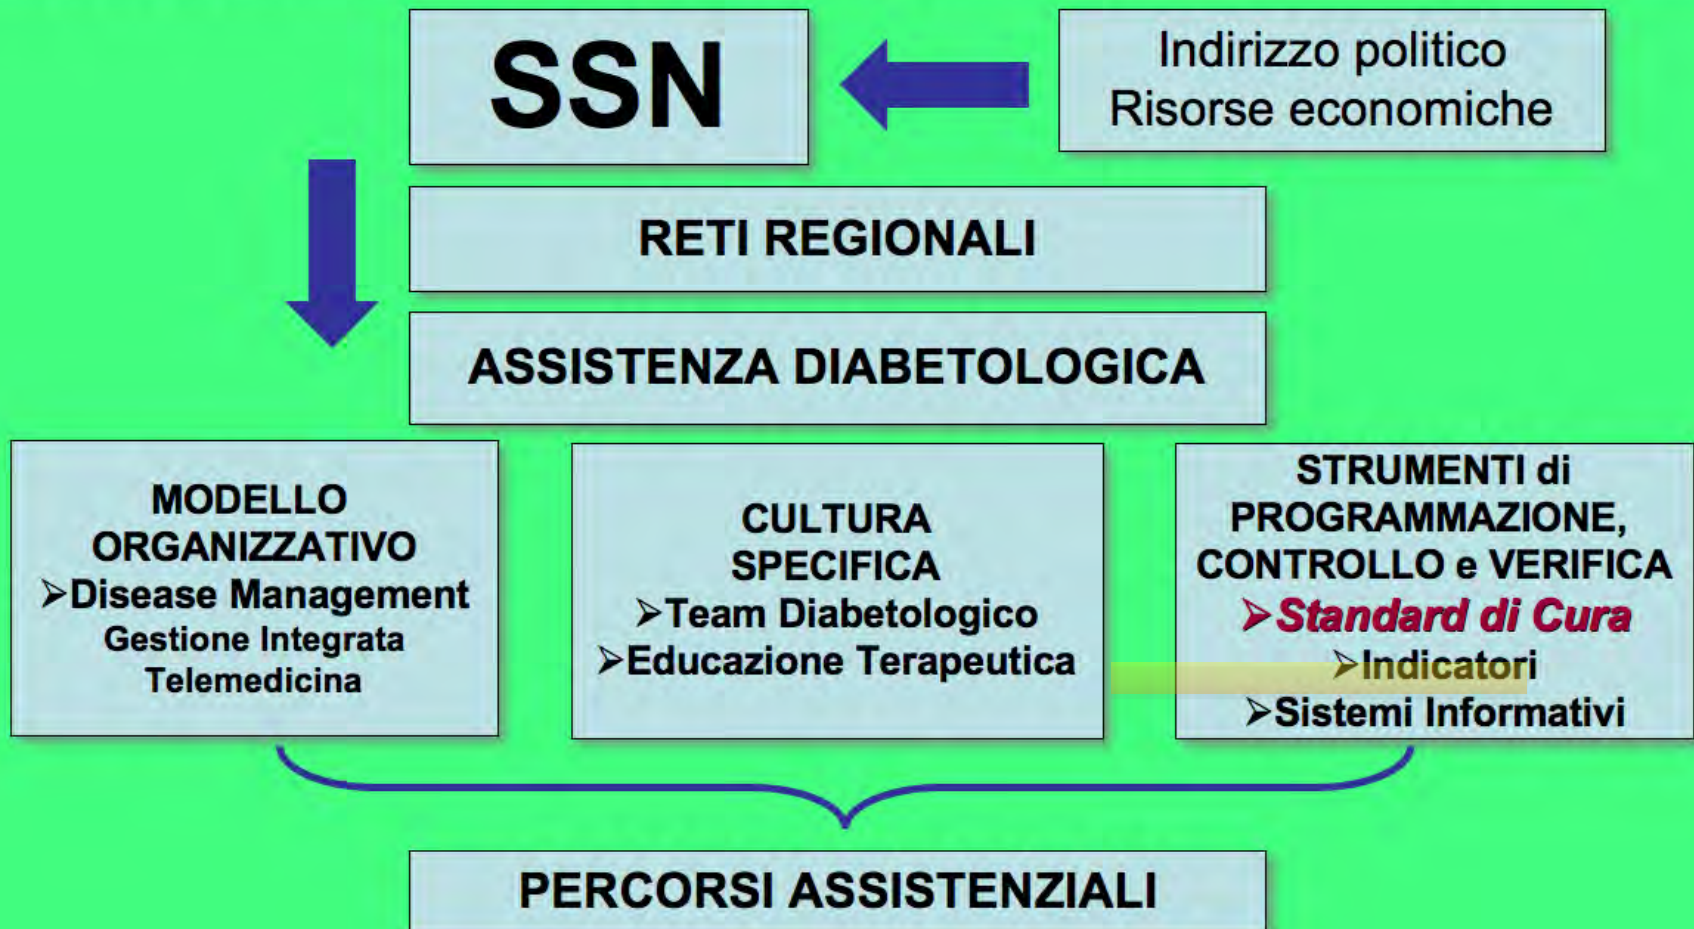 SSN
Indirizzo politico
Risorse economiche
RETI REGIONALI
ASSISTENZA DIABETOLOGICA
MODELLO
ORGANIZZATIVO
➢Disease Management
Gestione Integrata
Telemedicina
CULTURA
SPECIFICA
➢Team Diabetologico
➢Educazione Terapeutica
STRUMENTI di
PROGRAMMAZIONE,
CONTROLLO e VERIFICA
➢Standard di Cura
➢Indicatori
➢Sistemi Informativi
PERCORSI ASSISTENZIALI